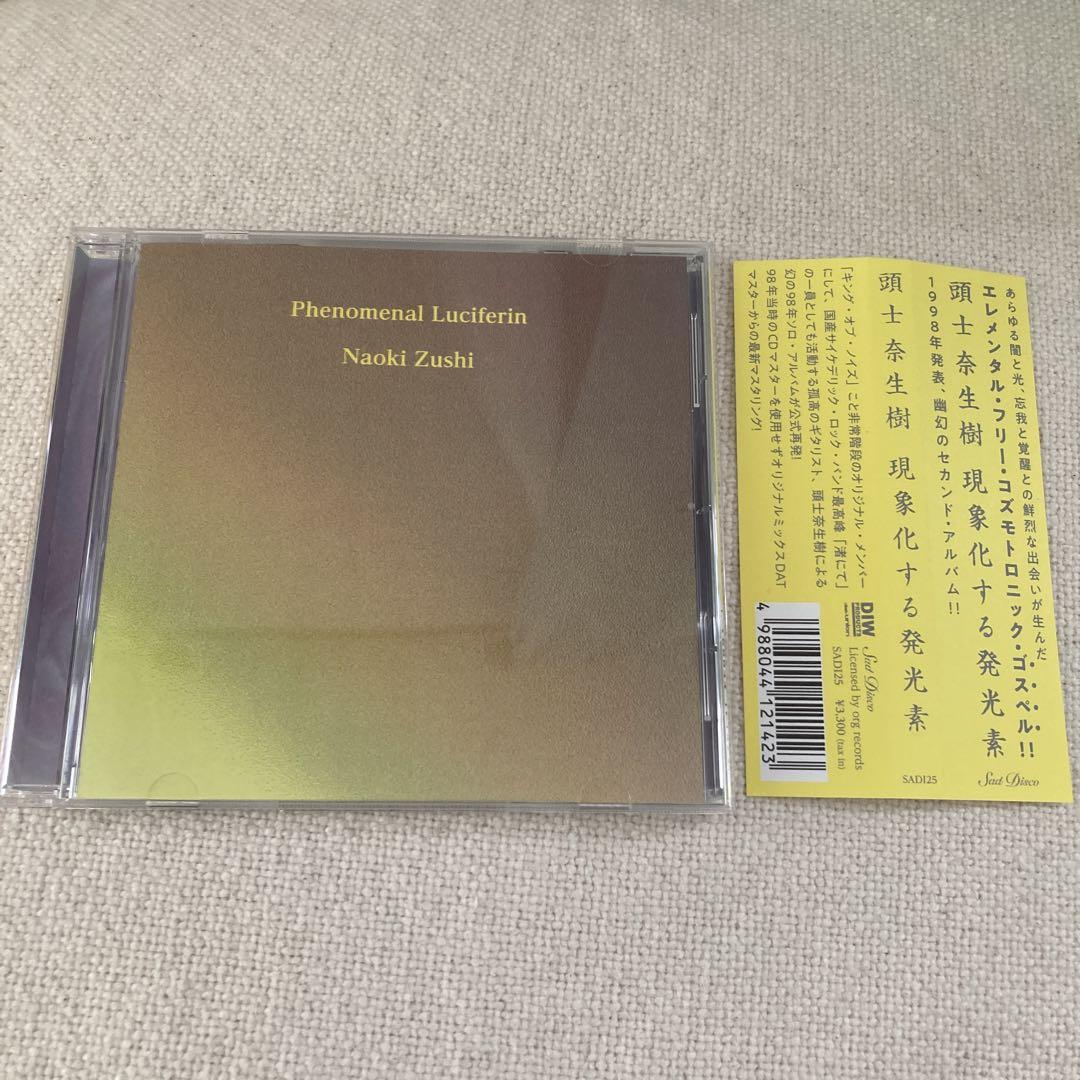 Phenomenal Luciferin
Naoki Zushi
あらゆる闇と光、忘我と覚醒との鮮烈な出会いが生んだ
エレメンタル・フリー・コズモトロニック・ゴスペル!!
頭士奈生樹 現象化する発光素
1998年発表、幽幻のセカンド・アルバム!!
Sad Disco
頭士奈生樹 現象化する発光素
SADI25
「キング・オブ・ノイズ」こと非常階段のオリジナル・メンバー
にして、国産サイケデリック・ロック・バンド最高峰「渚にて」
の一員としても活動する孤高のギタリスト、頭士奈生樹による
幻の98年ソロ・アルバムが公式再発!
98年当時のCDマスターを使用せずオリジナルミックスDAT
マスターからの最新マスタリング!
DIW
PRODUCTS
diskunion
Sad Disco
Licensed by org records
SADI25 ¥3,300 (tax in)
4 988044 121423